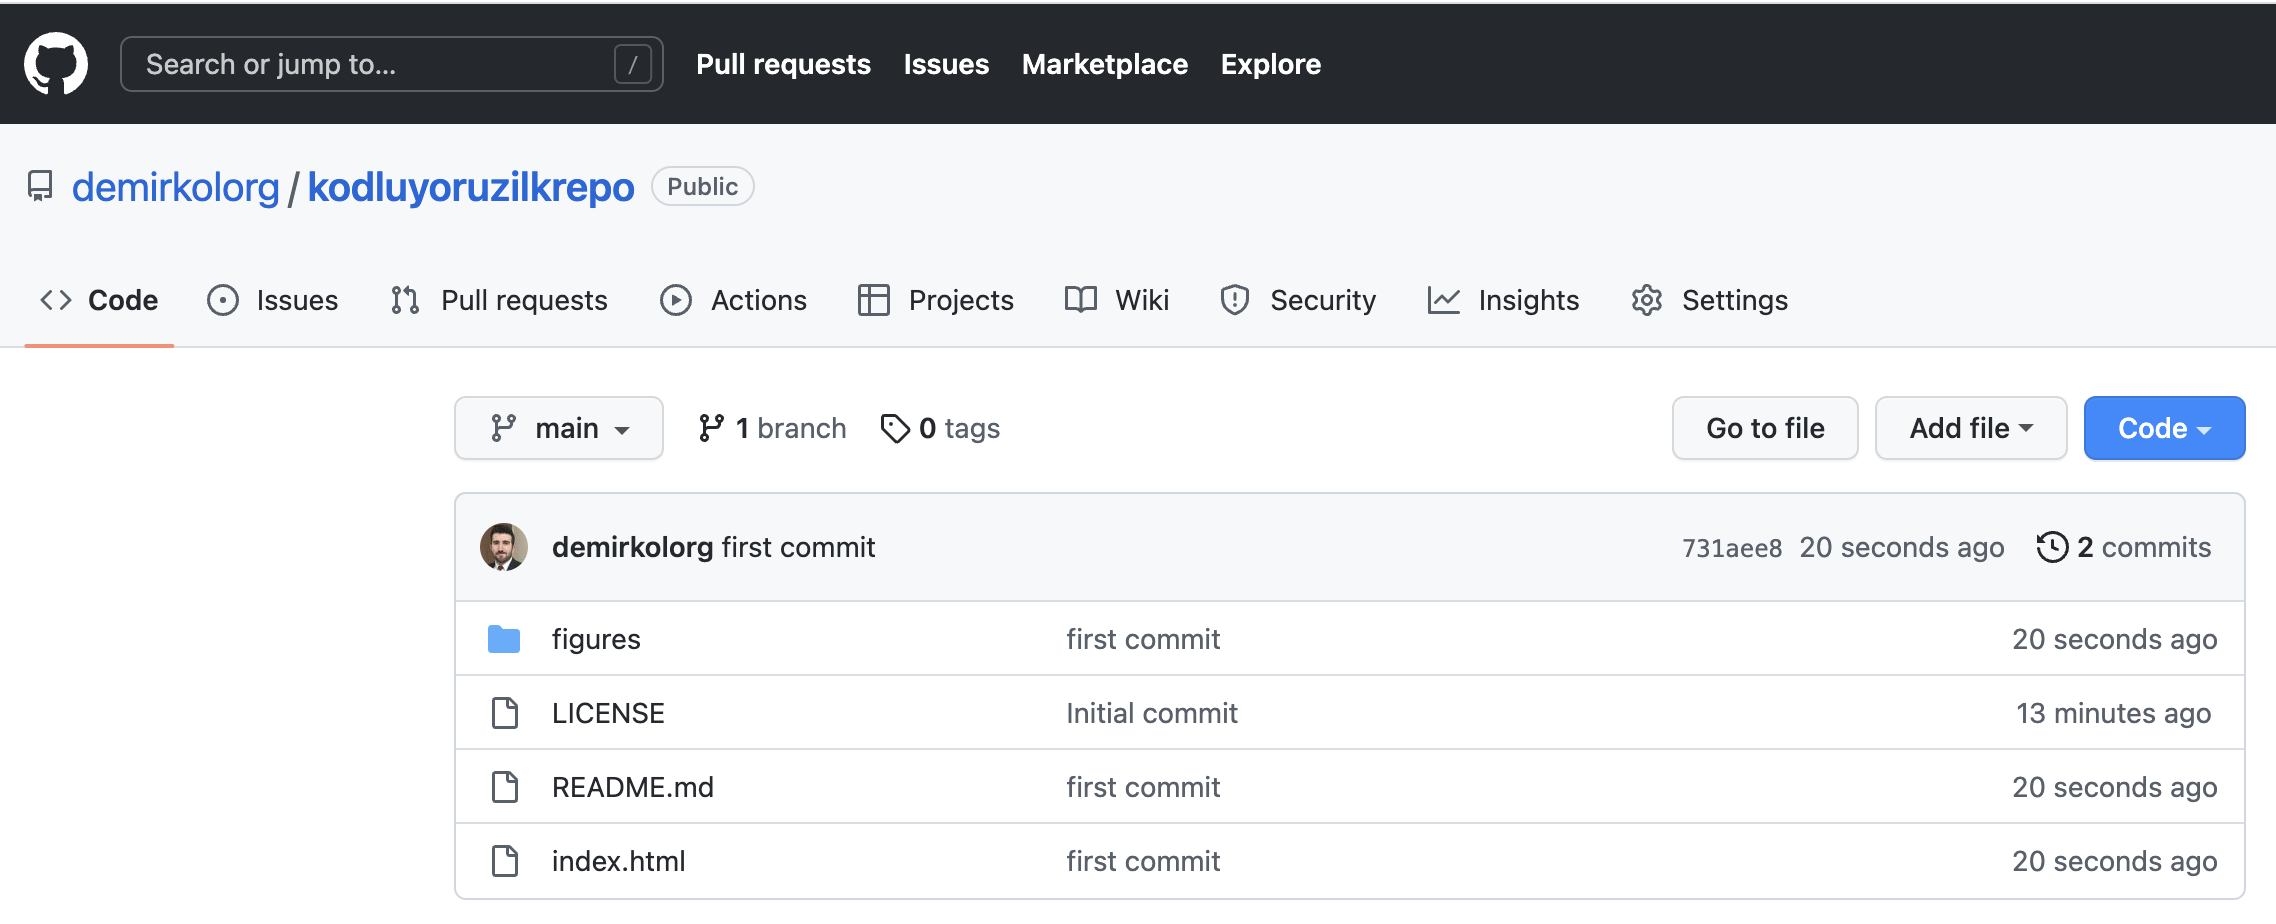 Search or jump to... / Pull requests Issues Marketplace Explore
demirkolorg / kodluyoruzilkrepo Public
Code Issues Pull requests Actions Projects Wiki Security Insights Settings
main 1 branch 0 tags Go to file Add file Code
demirkolorg first commit 731aee8 20 seconds ago 2 commits
figures first commit 20 seconds ago
LICENSE Initial commit 13 minutes ago
README.md first commit 20 seconds ago
index.html first commit 20 seconds ago